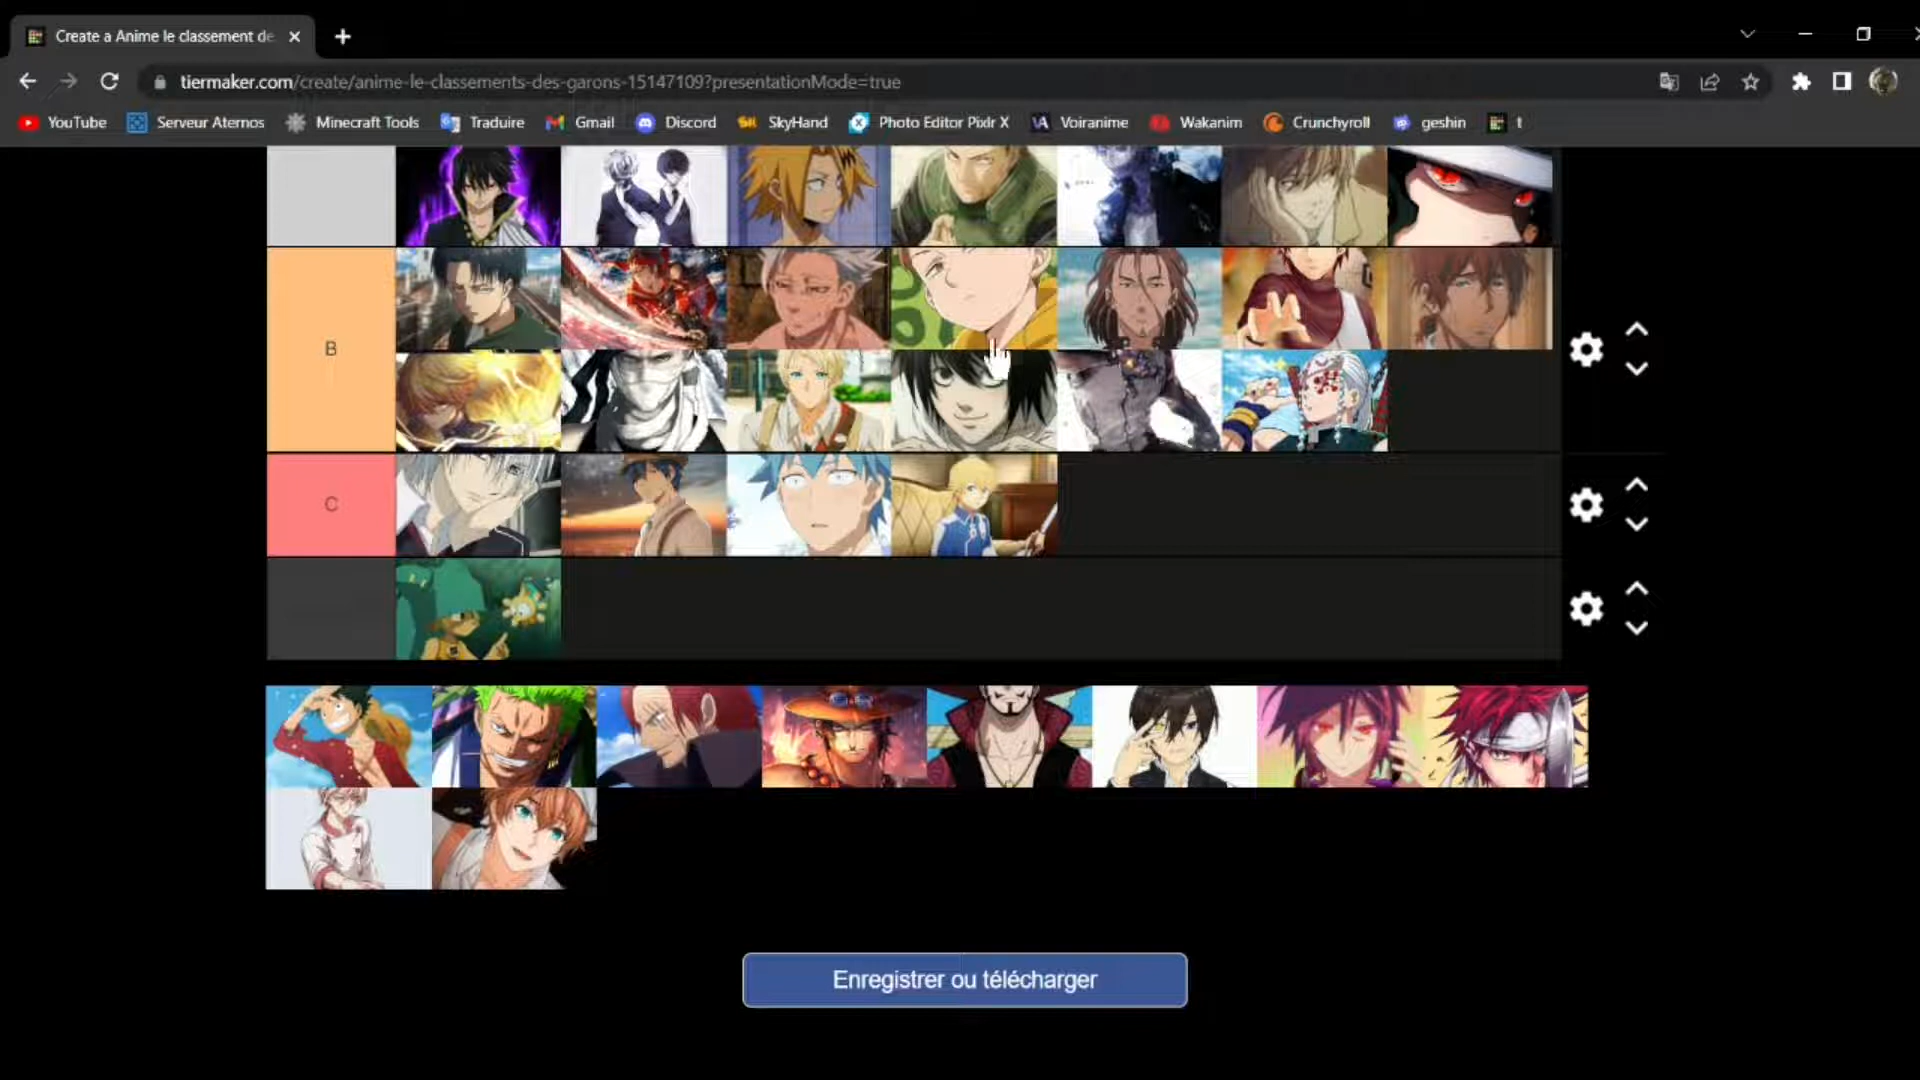 Create a Anime le classement de
tiermaker.com/create/anime-le-classements-des-garons-15147109?presentationMode=true
YouTube Serveur Aternos Minecraft Tools Traduire Gmail Discord SkyHand Photo Editor Pixlr X Voiranime Wakanim Crunchyroll geshin t
B
C
Enregistrer ou télécharger